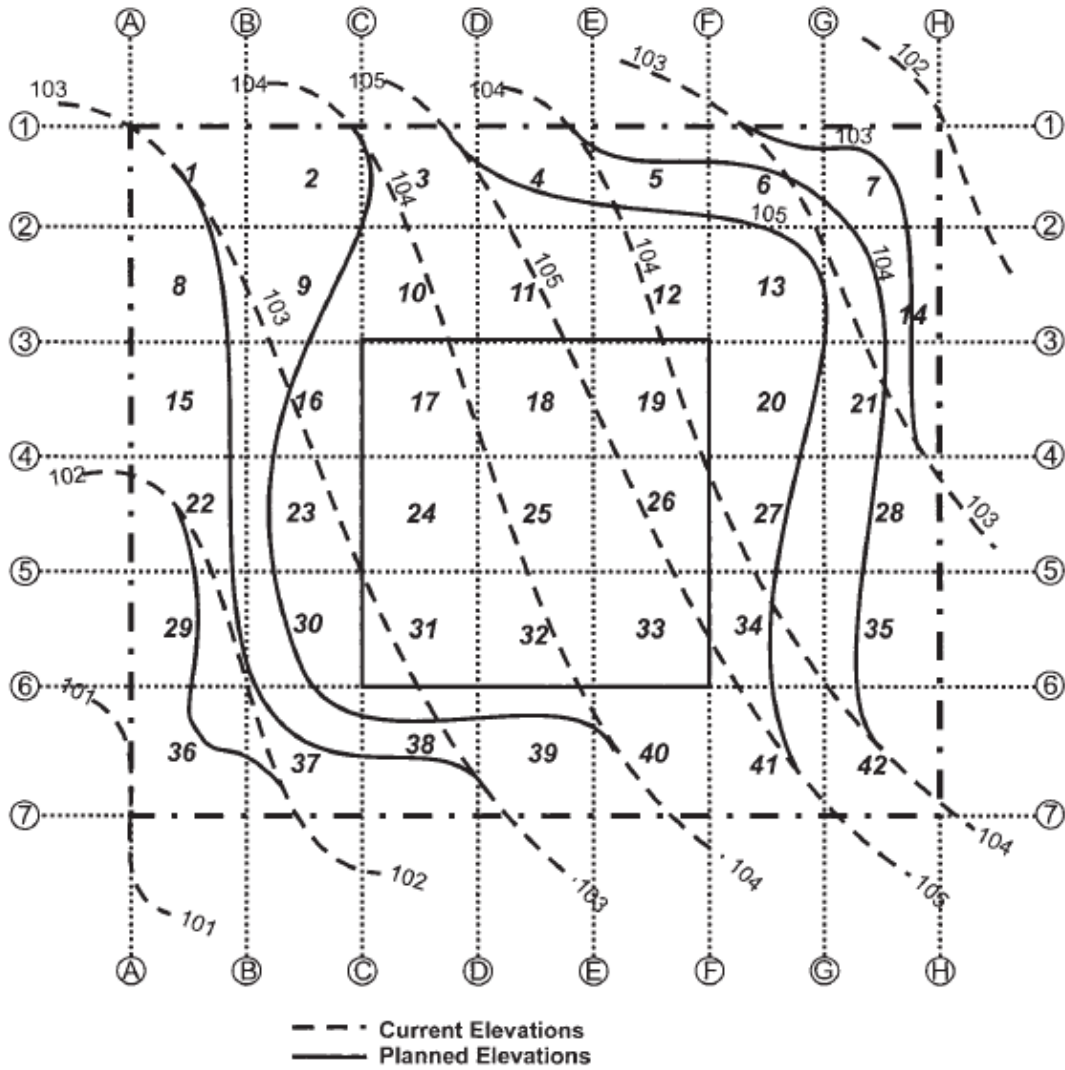 A B C D E F G H
103 104 105 104 103 102
1 103 1
1 2 3 4 5 6 7
104
2 105 2
8 9 10 11 12 13 14
103 105 104 104
3 3
15 16 17 18 19 20 21
4 4
102
22 23 24 25 26 27 28
103
5 5
29 30 31 32 33 34 35
6 6
101
36 37 38 39 40 41 42
7 7
104
102 103 104 105
101
A B C D E F G H
Current Elevations
Planned Elevations